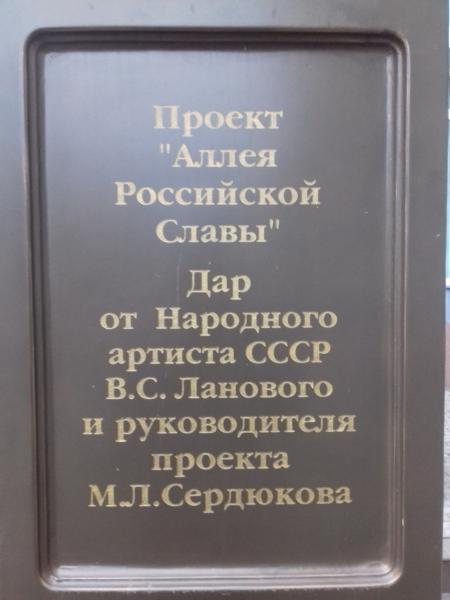 Проект
"Аллея
Российской
Славы"
Дар
от Народного
артиста СССР
В.С. Ланового
и руководителя
проекта
М.Л.Сердюкова